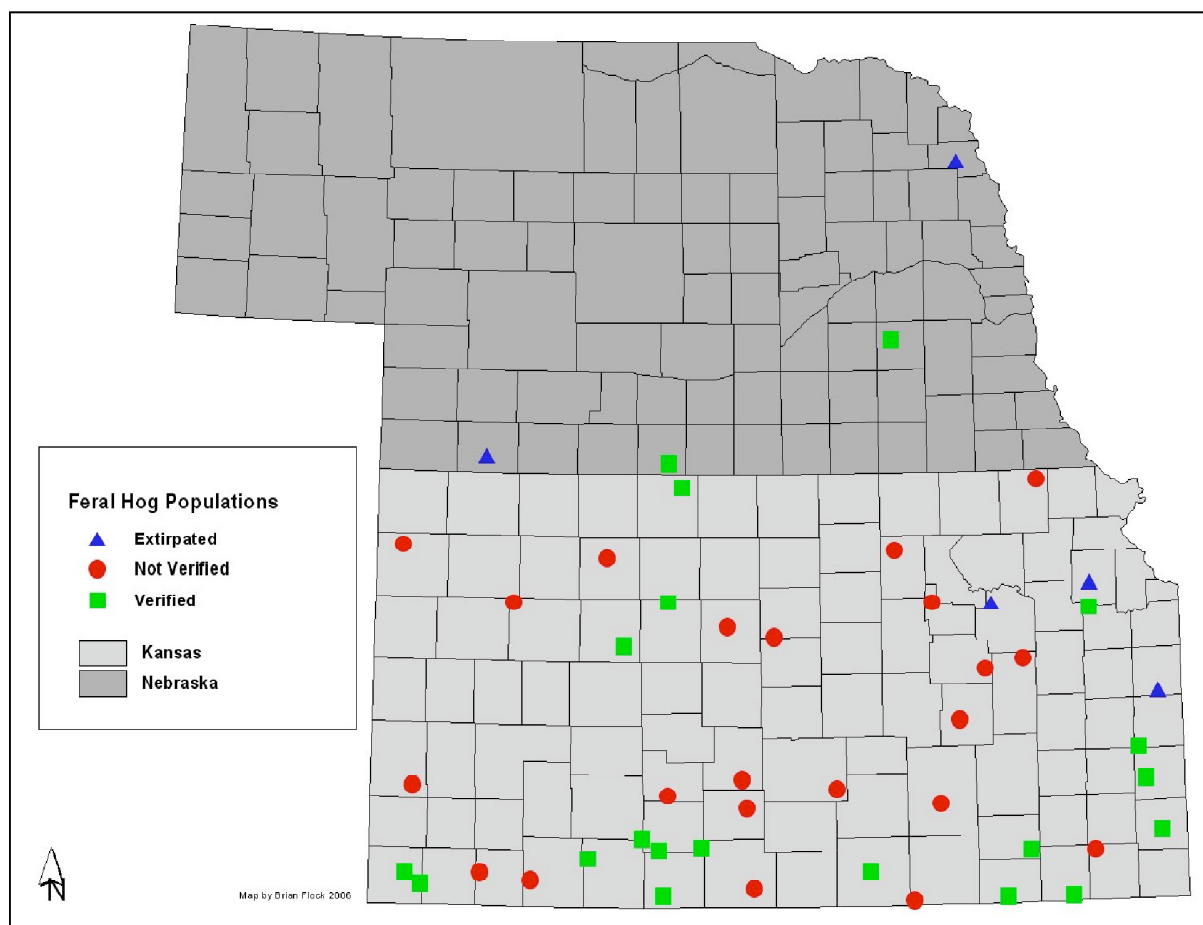 Feral Hog Populations
Extirpated
Not Verified
Verified
Kansas
Nebraska
N
Map by Brian Flock 2006